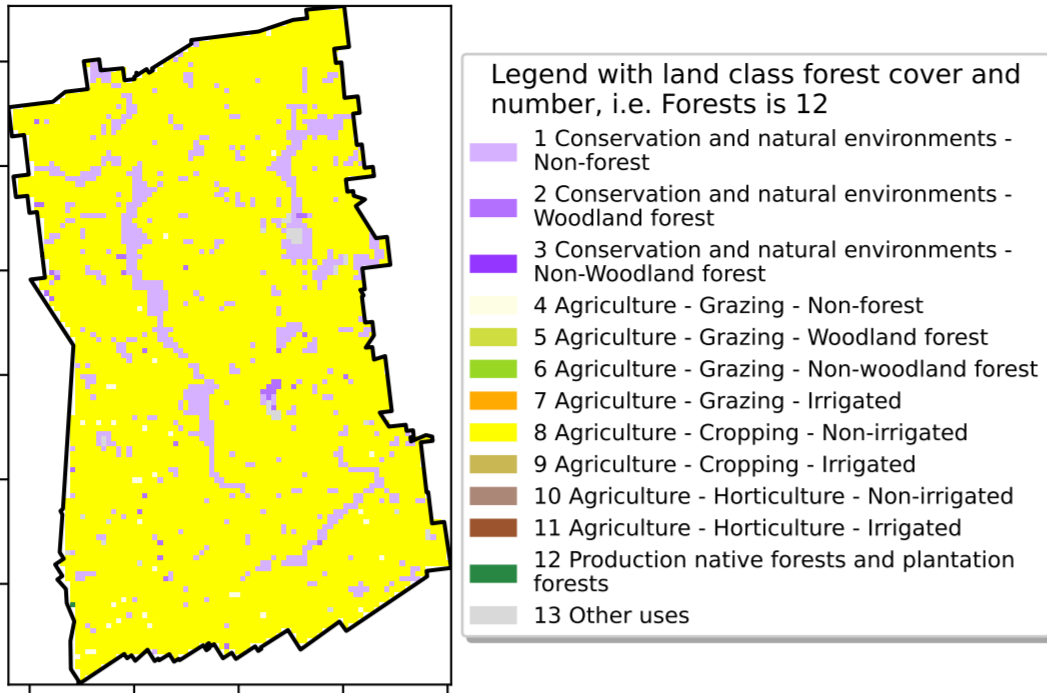 Legend with land class forest cover and
number, i.e. Forests is 12
1 Conservation and natural environments -
Non-forest
2 Conservation and natural environments -
Woodland forest
3 Conservation and natural environments -
Non-Woodland forest
4 Agriculture - Grazing - Non-forest
5 Agriculture - Grazing - Woodland forest
6 Agriculture - Grazing - Non-woodland forest
7 Agriculture - Grazing - Irrigated
8 Agriculture - Cropping - Non-irrigated
9 Agriculture - Cropping - Irrigated
10 Agriculture - Horticulture - Non-irrigated
11 Agriculture - Horticulture - Irrigated
12 Production native forests and plantation
forests
13 Other uses